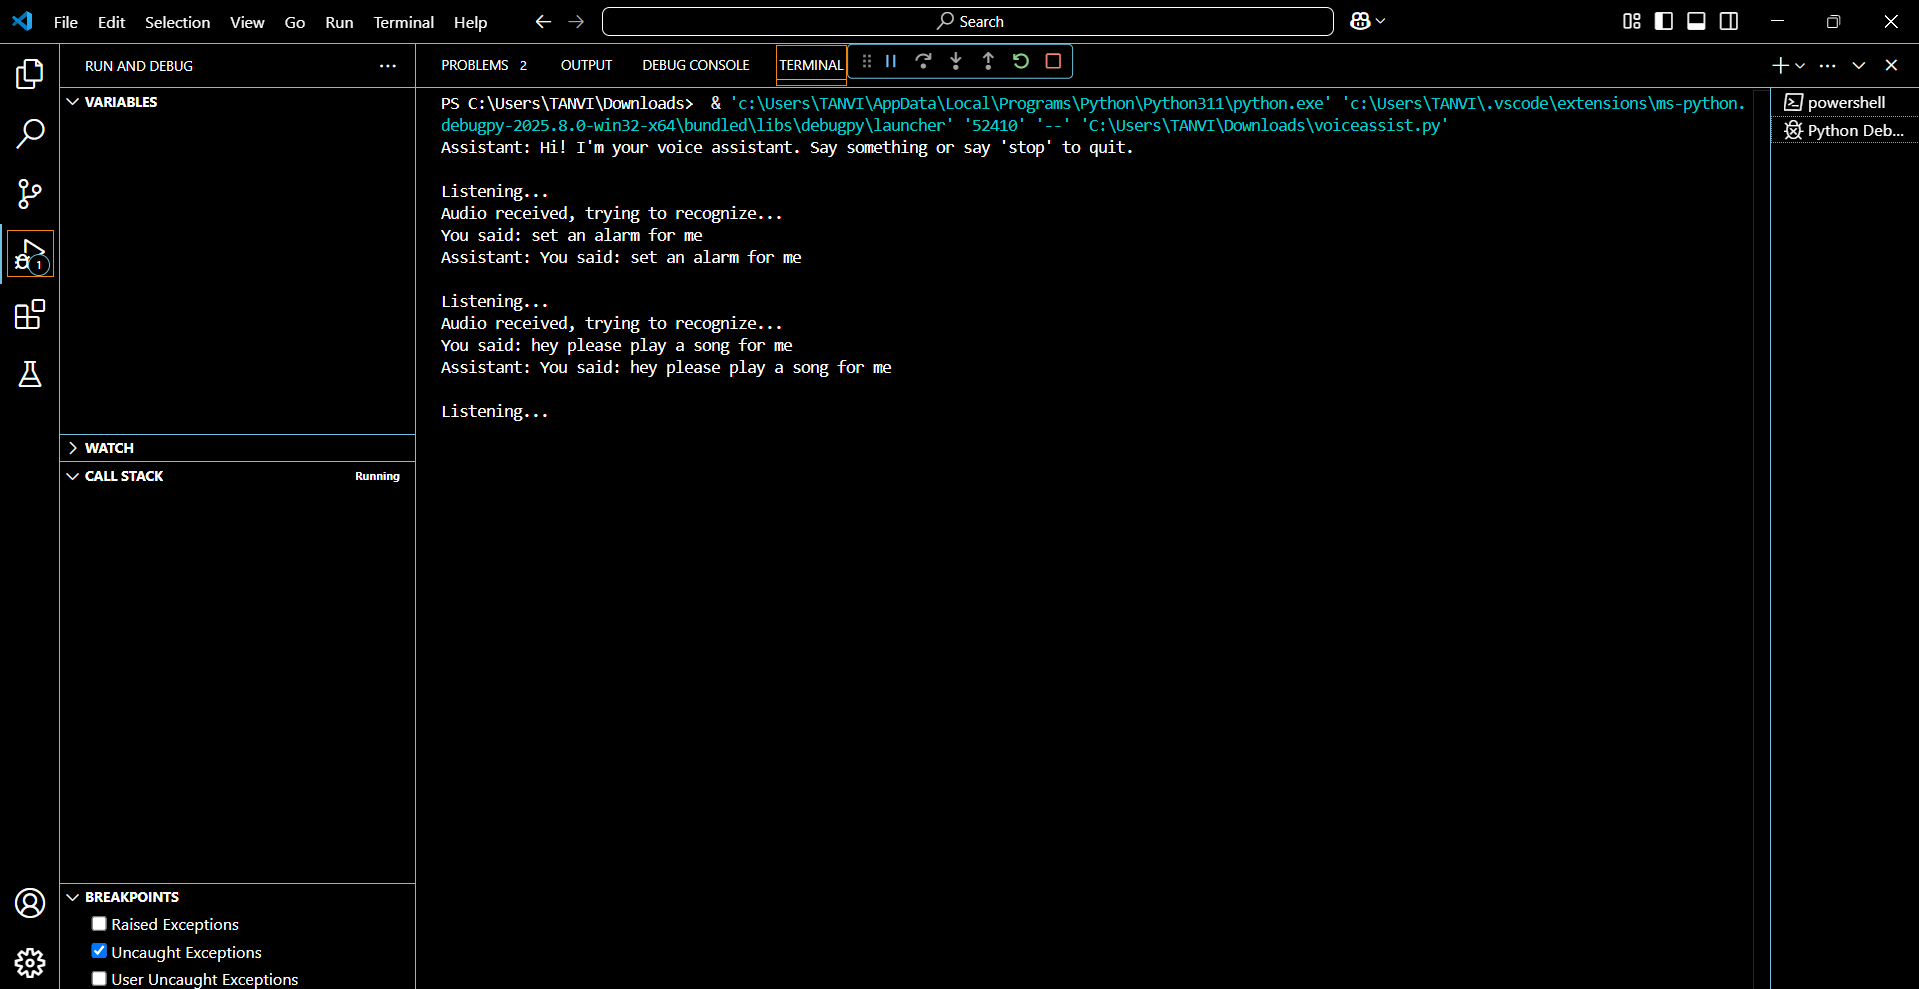 File Edit Selection View Go Run Terminal Help
Search
RUN AND DEBUG
VARIABLES
WATCH
CALL STACK Running
BREAKPOINTS
Raised Exceptions
Uncaught Exceptions
User Uncaught Exceptions
1
PROBLEMS 2 OUTPUT DEBUG CONSOLE TERMINAL
PS C:\Users\TANVI\Downloads>  & 'c:\Users\TANVI\AppData\Local\Programs\Python\Python311\python.exe' 'c:\Users\TANVI\.vscode\extensions\ms-python.
debugpy-2025.8.0-win32-x64\bundled\libs\debugpy\launcher' '52410' '--' 'C:\Users\TANVI\Downloads\voiceassist.py'
Assistant: Hi! I'm your voice assistant. Say something or say 'stop' to quit.
Listening...
Audio received, trying to recognize...
You said: set an alarm for me
Assistant: You said: set an alarm for me
Listening...
Audio received, trying to recognize...
You said: hey please play a song for me
Assistant: You said: hey please play a song for me
Listening...
powershell
Python Deb...